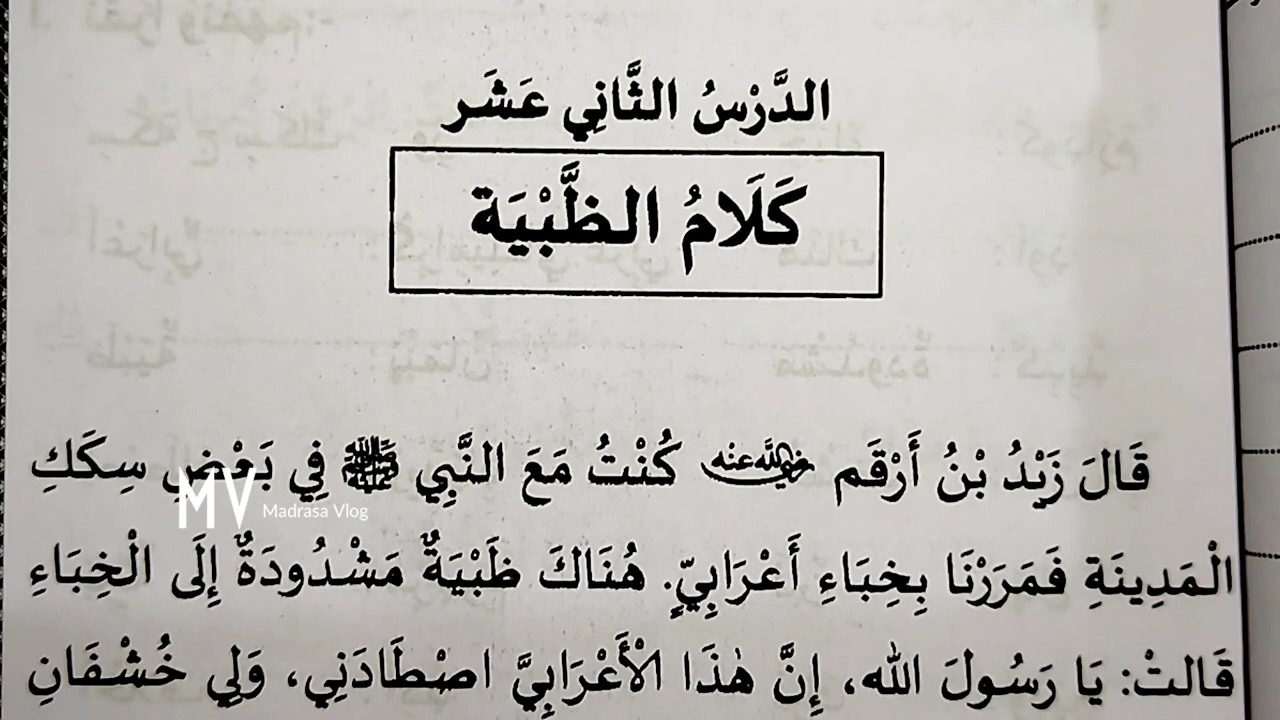 الدَّرْسُ الثَّانِي عَشَر
كَلَامُ الظَّبْيَة
قَالَ زَيْدُ بْنُ أَرْقَم رضي الله عنه كُنْتُ مَعَ النَّبِي ﷺ فِي بَعْضِ سِكَكِ
الْمَدِينَةِ فَمَرَرْنَا بِخِبَاءِ أَعْرَابِيٍّ. هُنَاكَ ظَبْيَةٌ مَشْدُودَةٌ إِلَى الْخِبَاءِ
قَالَتْ: يَا رَسُولَ الله، إِنَّ هٰذَا الْأَعْرَابِيَّ اصْطَادَنِي، وَلِي خُشْفَانِ
MV Madrasa Vlog